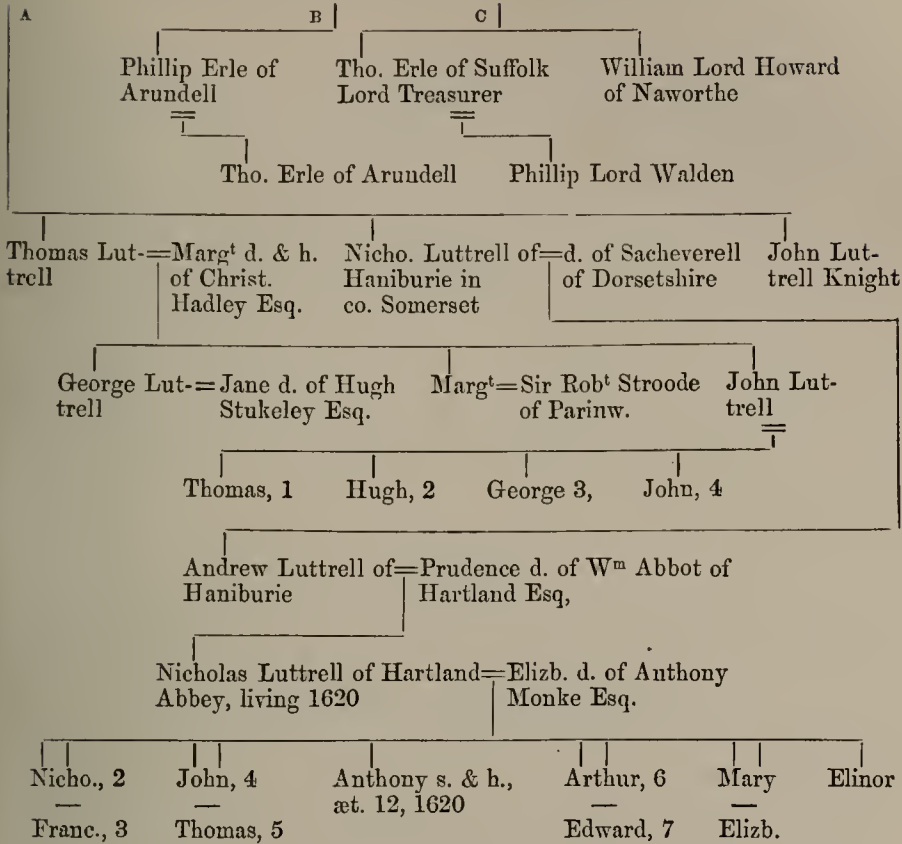 A B C
Phillip Erle of Arundell
Tho. Erle of Suffolk Lord Treasurer
William Lord Howard of Naworthe
Tho. Erle of Arundell
Phillip Lord Walden
Thomas Lut-
trell
=
Margt d. & h.
of Christ.
Hadley Esq.
Nicho. Luttrell of
Haniburie in
co. Somerset
=
d. of Sacheverell
of Dorsetshire
John Lut-
trell Knight
George Lut-
trell
=
Jane d. of Hugh
Stukeley Esq.
Margt
=
Sir Robt Stroode
of Parinw.
John Lut-
trell
Thomas, 1
Hugh, 2
George 3,
John, 4
Andrew Luttrell of
Haniburie
=
Prudence d. of Wm Abbot of
Hartland Esq,
Nicholas Luttrell of Hartland
Abbey, living 1620
=
Elizb. d. of Anthony
Monke Esq.
Nicho., 2
Franc., 3
John, 4
Thomas, 5
Anthony s. & h.,
æt. 12, 1620
Arthur, 6
Edward, 7
Mary
Elizb.
Elinor